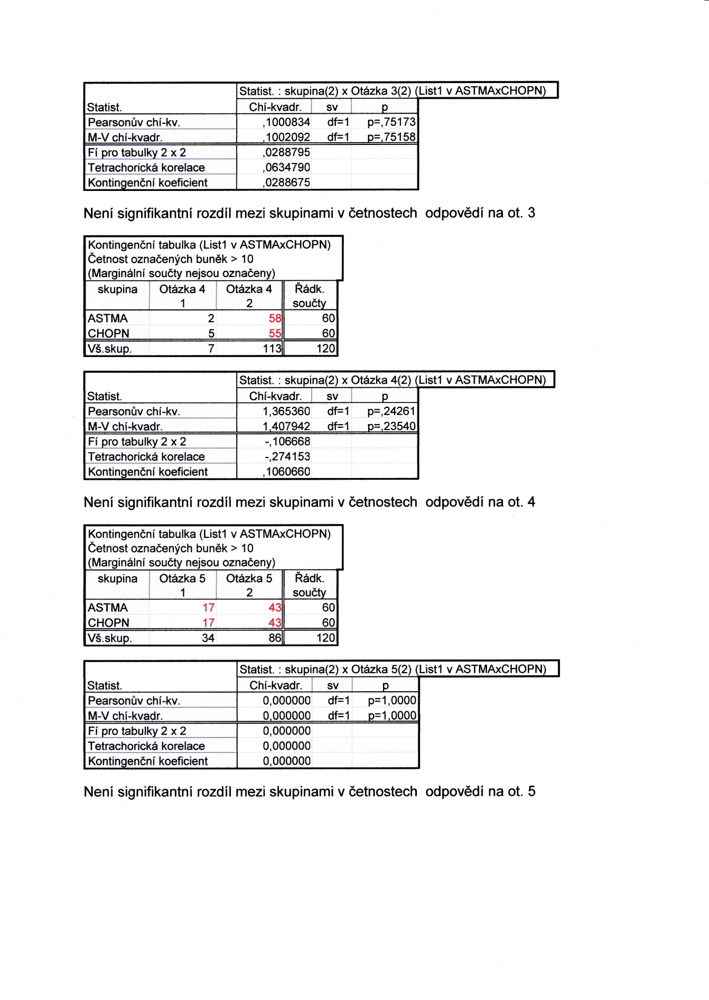 Statist. : skupina(2) x Otázka 3(2) (List1 v ASTMAxCHOPN)
Statist. Chí-kvadr. sv p
Pearsonův chí-kv. ,1000834 df=1 p=,75173
M-V chí-kvadr. ,1002092 df=1 p=,75158
Fí pro tabulky 2 x 2 ,0288795
Tetrachorická korelace ,0634790
Kontingenční koeficient ,0288675
Není signifikantní rozdíl mezi skupinami v četnostech odpovědí na ot. 3
Kontingenční tabulka (List1 v ASTMAxCHOPN)
Četnost označených buněk > 10
(Marginální součty nejsou označeny)
skupina Otázka 4 Otázka 4 Řádk.
1 2 součty
ASTMA 2 58 60
CHOPN 5 55 60
Vš.skup. 7 113 120
Statist. : skupina(2) x Otázka 4(2) (List1 v ASTMAxCHOPN)
Statist. Chí-kvadr. sv p
Pearsonův chí-kv. 1,365360 df=1 p=,24261
M-V chí-kvadr. 1,407942 df=1 p=,23540
Fí pro tabulky 2 x 2 -,106668
Tetrachorická korelace -,274153
Kontingenční koeficient ,1060660
Není signifikantní rozdíl mezi skupinami v četnostech odpovědí na ot. 4
Kontingenční tabulka (List1 v ASTMAxCHOPN)
Četnost označených buněk > 10
(Marginální součty nejsou označeny)
skupina Otázka 5 Otázka 5 Řádk.
1 2 součty
ASTMA 17 43 60
CHOPN 17 43 60
Vš.skup. 34 86 120
Statist. : skupina(2) x Otázka 5(2) (List1 v ASTMAxCHOPN)
Statist. Chí-kvadr. sv p
Pearsonův chí-kv. 0,000000 df=1 p=1,0000
M-V chí-kvadr. 0,000000 df=1 p=1,0000
Fí pro tabulky 2 x 2 0,000000
Tetrachorická korelace 0,000000
Kontingenční koeficient 0,000000
Není signifikantní rozdíl mezi skupinami v četnostech odpovědí na ot. 5